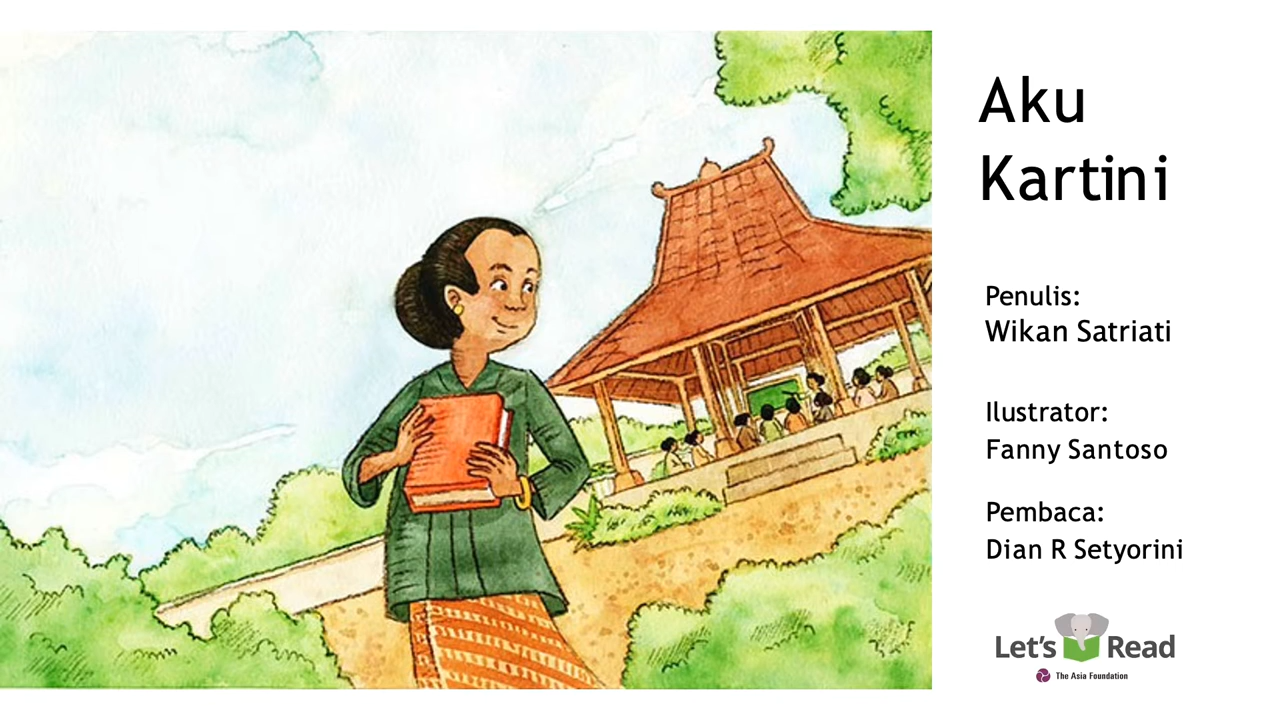 Aku
Kartini
Penulis:
Wikan Satriati
Ilustrator:
Fanny Santoso
Pembaca:
Dian R Setyorini
Let's Read
The Asia Foundation